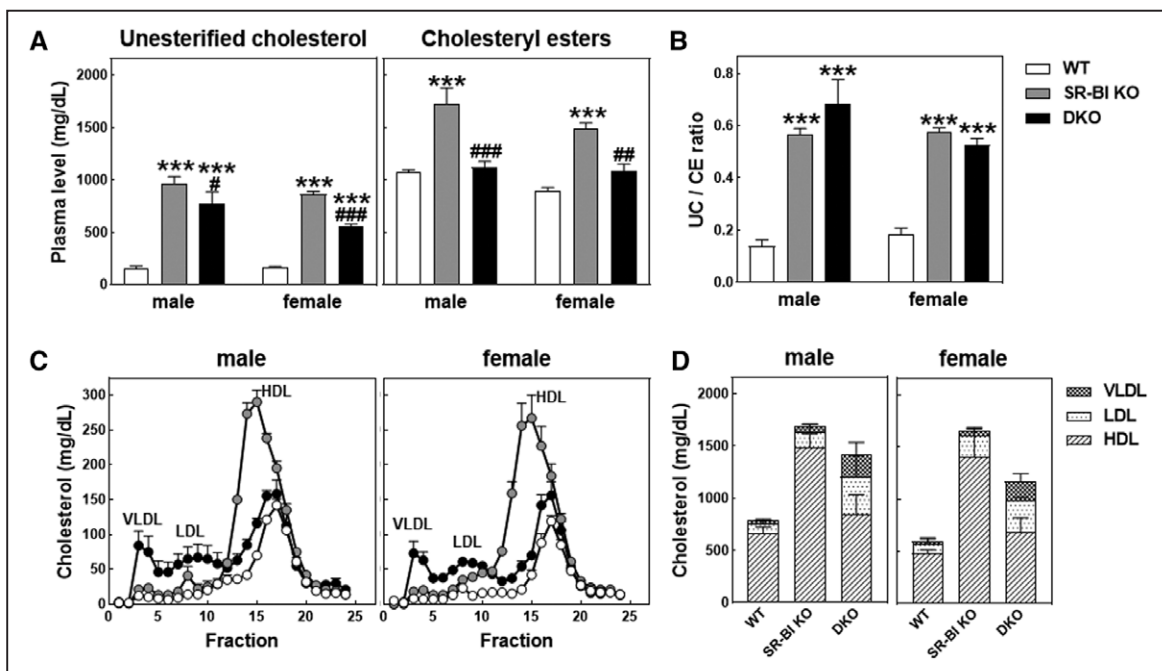 A
Unesterified cholesterol
Cholesteryl esters
Plasma level (mg/dL)
2000
1500
1000
500
0
***
***
#
***
***
###
***
###
***
##
male
female
male
female
B
UC / CE ratio
0.8
0.6
0.4
0.2
0.0
***
***
***
***
male
female
WT
SR-BI KO
DKO
C
male
female
Cholesterol (mg/dL)
300
250
200
150
100
50
0
VLDL
LDL
HDL
VLDL
LDL
HDL
0 5 10 15 20 25
0 5 10 15 20 25
Fraction
Fraction
D
male
female
Cholesterol (mg/dL)
2000
1500
1000
500
0
WT
SR-BI KO
DKO
WT
SR-BI KO
DKO
VLDL
LDL
HDL